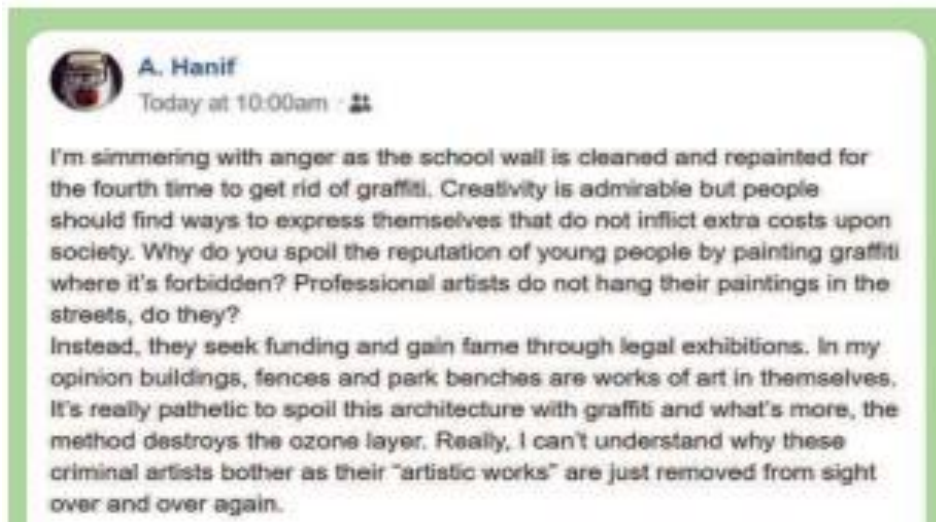 A. Hanif
Today at 10:00am ·
I'm simmering with anger as the school wall is cleaned and repainted for
the fourth time to get rid of graffiti. Creativity is admirable but people
should find ways to express themselves that do not inflict extra costs upon
society. Why do you spoil the reputation of young people by painting graffiti
where it's forbidden? Professional artists do not hang their paintings in the
streets, do they?
Instead, they seek funding and gain fame through legal exhibitions. In my
opinion buildings, fences and park benches are works of art in themselves.
It's really pathetic to spoil this architecture with graffiti and what's more, the
method destroys the ozone layer. Really, I can't understand why these
criminal artists bother as their “artistic works” are just removed from sight
over and over again.